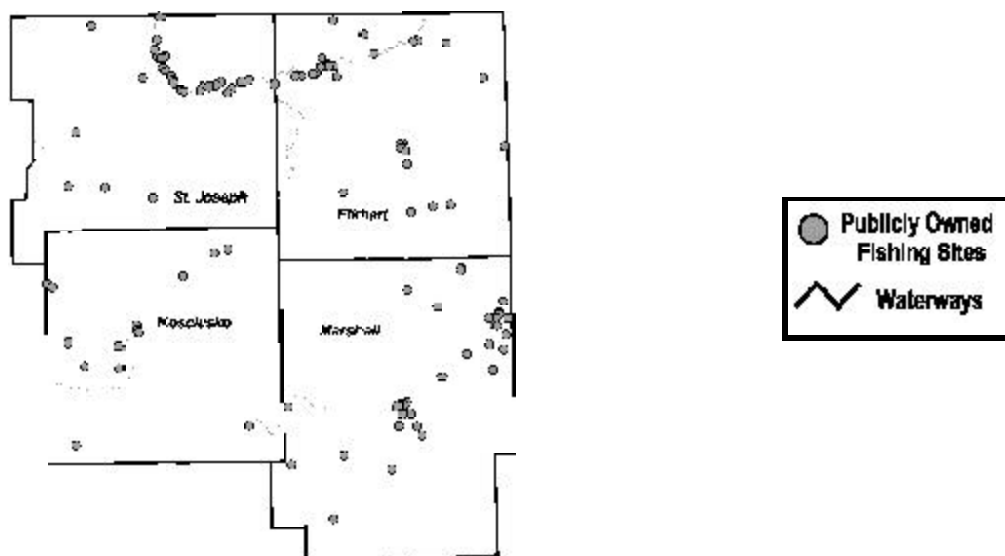 St. Joseph
Elkhart
Kosciusko
Marshall
Publicly Owned
Fishing Sites
Waterways